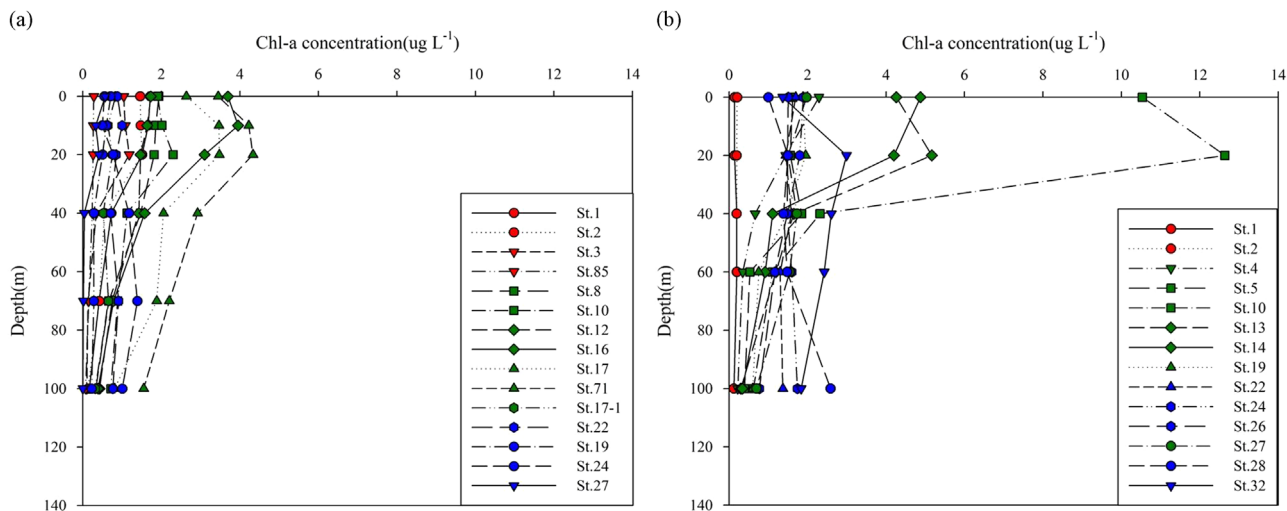 (a)
Chl-a concentration(ug L-1)
0 2 4 6 8 10 12 14
Depth(m)
0
20
40
60
80
100
120
140
St.1
St.2
St.3
St.85
St.8
St.10
St.12
St.16
St.17
St.71
St.17-1
St.22
St.19
St.24
St.27
(b)
Chl-a concentration(ug L-1)
0 2 4 6 8 10 12 14
Depth(m)
0
20
40
60
80
100
120
140
St.1
St.2
St.4
St.5
St.10
St.13
St.14
St.19
St.22
St.24
St.26
St.27
St.28
St.32